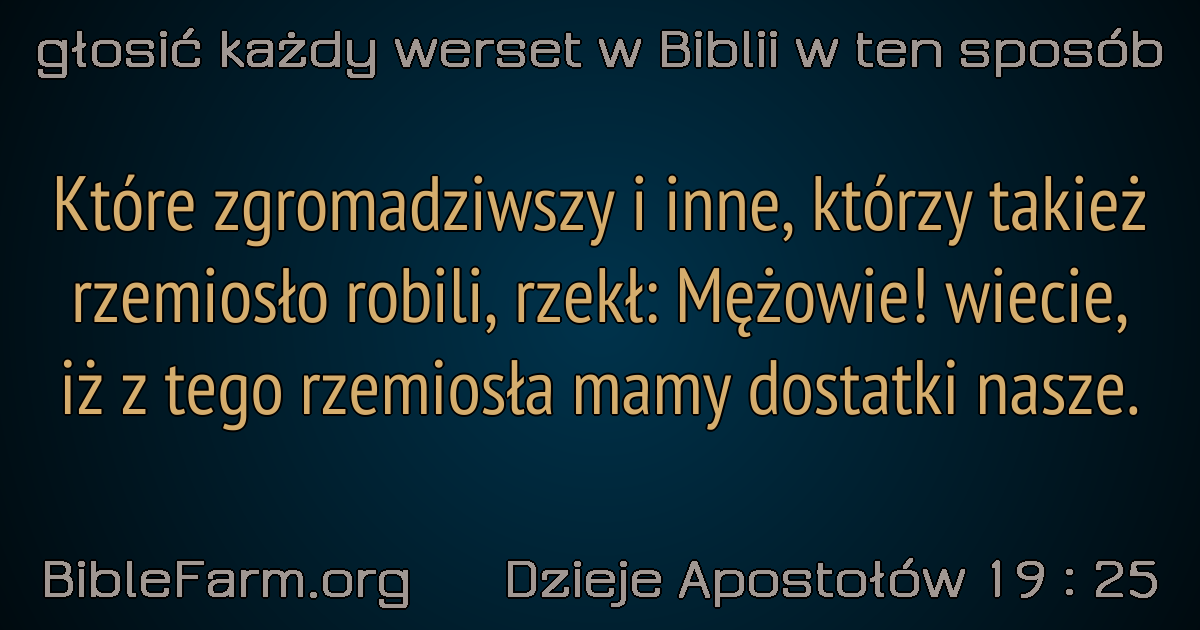 głosić każdy werset w Biblii w ten sposób
Które zgromadziwszy i inne, którzy takież
rzemiosło robili, rzekł: Mężowie! wiecie,
iż z tego rzemiosła mamy dostatki nasze.
BibleFarm.org Dzieje Apostołów 19 : 25